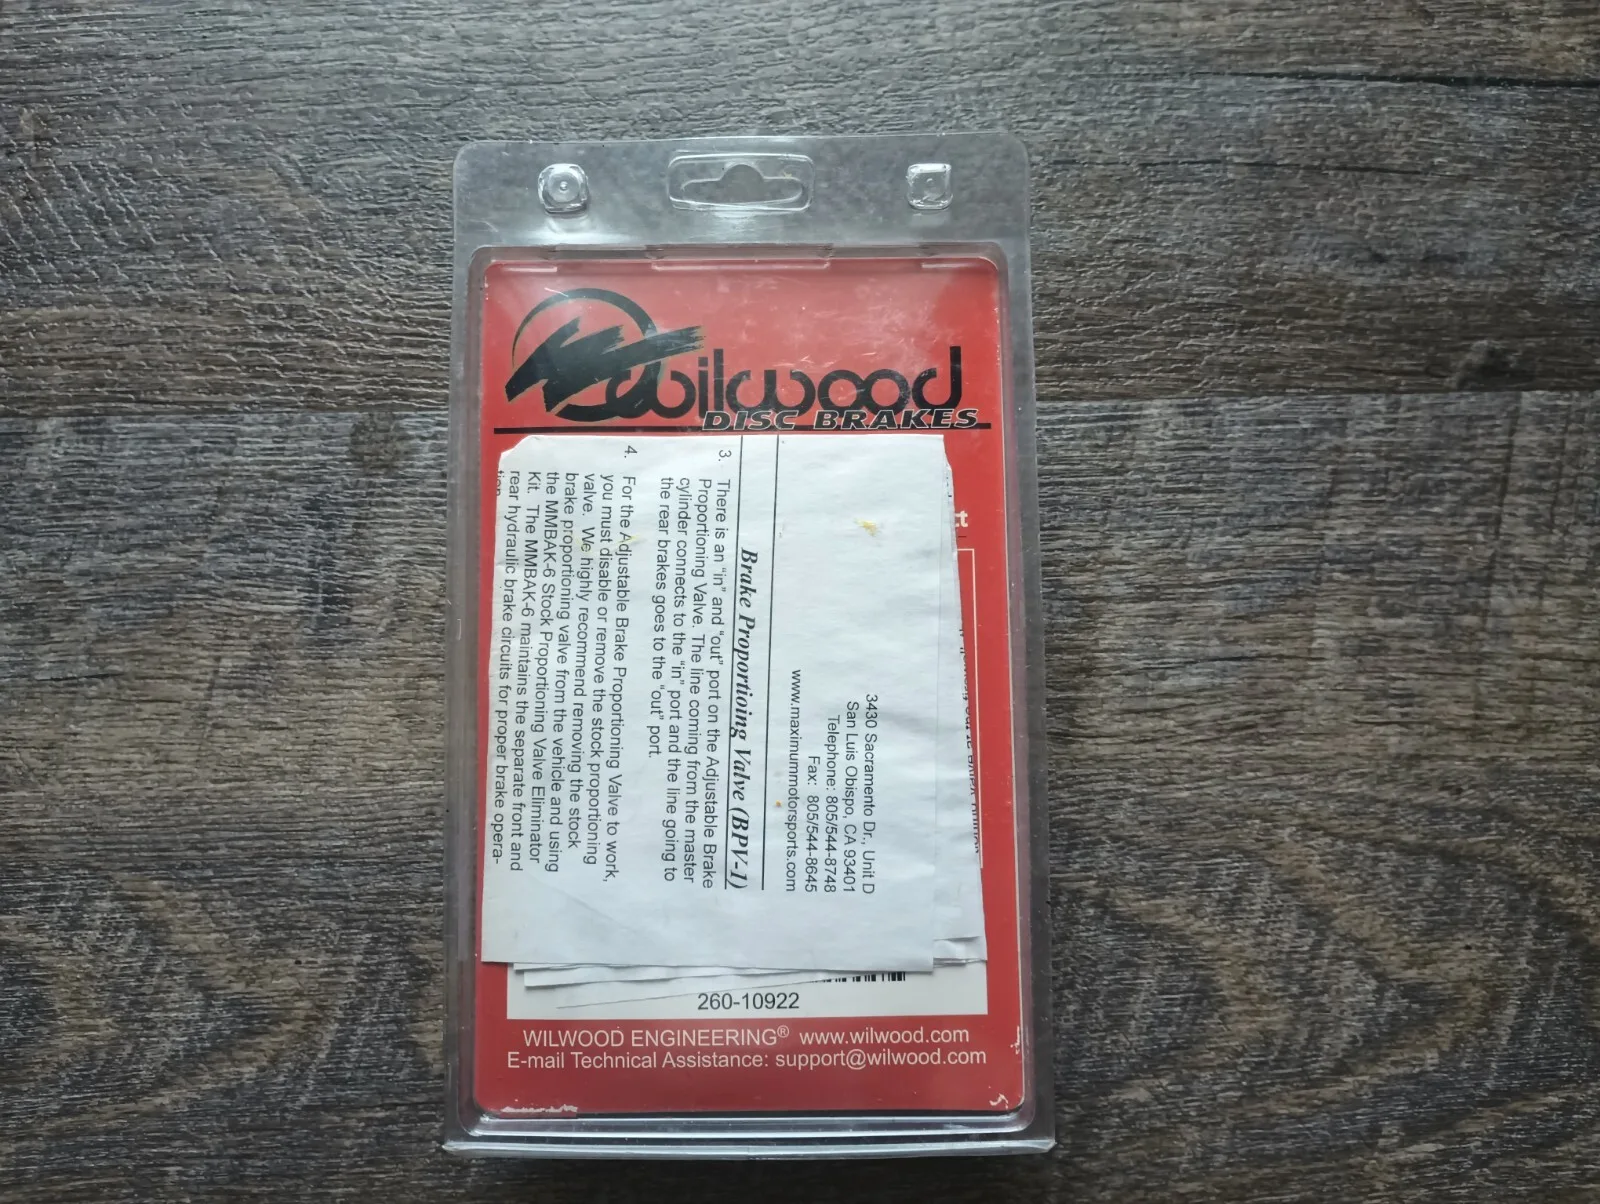 Wilwood
DISC BRAKES
3430 Sacramento Dr., Unit D
San Luis Obispo, CA 93401
Telephone: 805/544-8748
Fax: 805/544-8645
www.maximummotorsports.com
Brake Proportioing Valve (BPV-1)
3. There is an “in” and “out” port on the Adjustable Brake
Proportioning Valve. The line coming from the master
cylinder connects to the “in” port and the line going to
the rear brakes goes to the “out” port.
4. For the Adjustable Brake Proportioning Valve to work,
you must disable or remove the stock proportioning
valve. We highly recommend removing the stock
brake proportioning valve from the vehicle and using
the MMBAK-6 Stock Proportioning Valve Eliminator
Kit. The MMBAK-6 maintains the separate front and
rear hydraulic brake circuits for proper brake opera-
tion.
260-10922
WILWOOD ENGINEERING® www.wilwood.com
E-mail Technical Assistance: support@wilwood.com